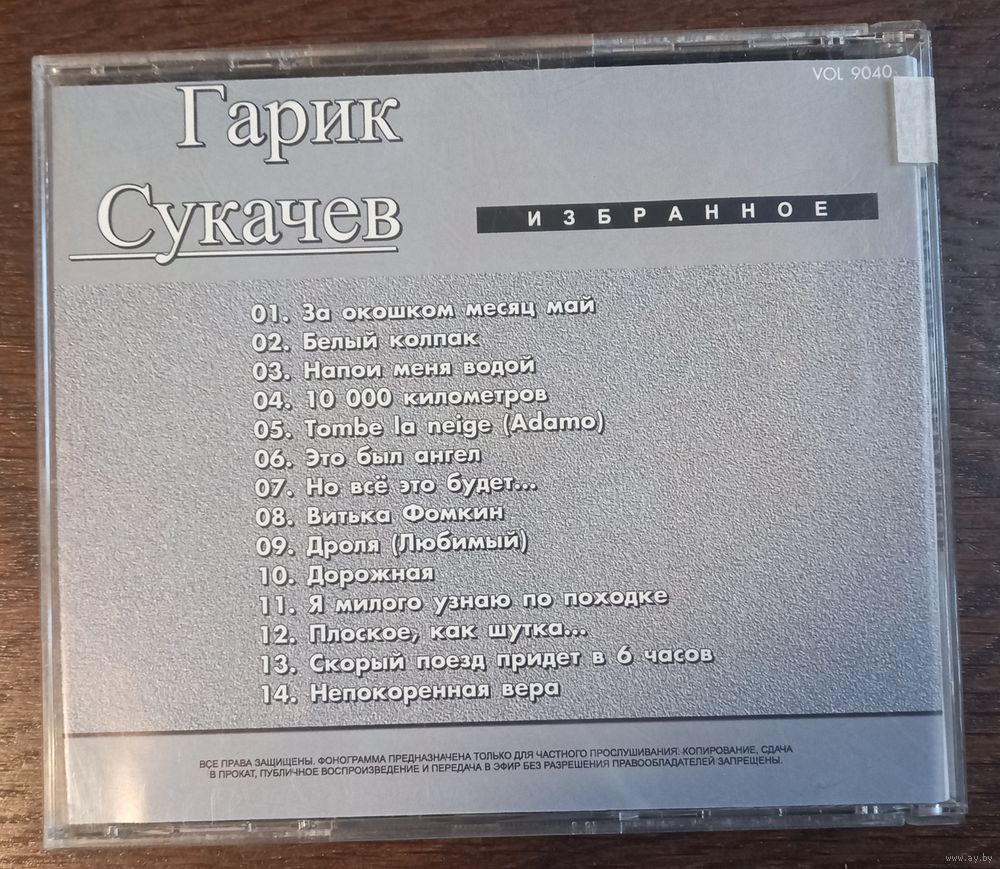 VOL 9040
Гарик
Сукачев
ИЗБРАННОЕ
01. За окошком месяц май
02. Белый колпак
03. Напои меня водой
04. 10 000 километров
05. Tombe la neige (Adamo)
06. Это был ангел
07. Но всё это будет...
08. Витька Фомкин
09. Дроля (Любимый)
10. Дорожная
11. Я милого узнаю по походке
12. Плоское, как шутка...
13. Скорый поезд придет в 6 часов
14. Непокоренная вера
ВСЕ ПРАВА ЗАЩИЩЕНЫ. ФОНОГРАММА ПРЕДНАЗНАЧЕНА ТОЛЬКО ДЛЯ ЧАСТНОГО ПРОСЛУШИВАНИЯ. КОПИРОВАНИЕ, СДАЧА
В ПРОКАТ, ПУБЛИЧНОЕ ВОСПРОИЗВЕДЕНИЕ И ПЕРЕДАЧА В ЭФИР БЕЗ РАЗРЕШЕНИЯ ПРАВООБЛАДАТЕЛЕЙ ЗАПРЕЩЕНЫ.
www.ay.by